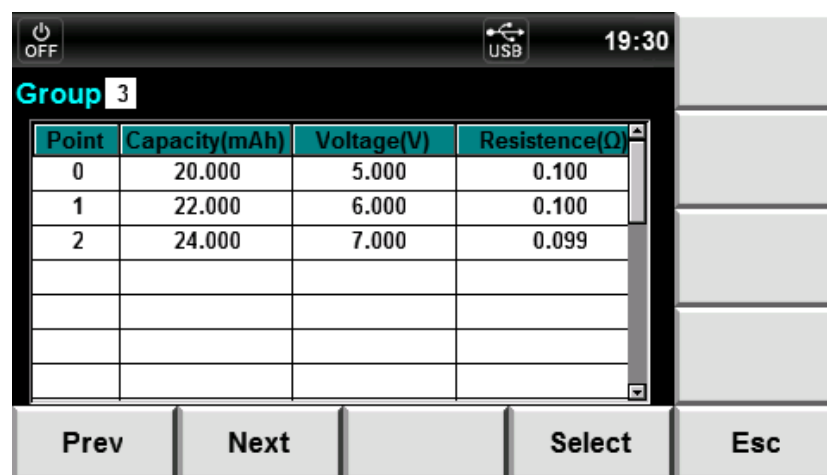 OFF USB 19:30
Group 3
Point Capacity(mAh) Voltage(V) Resistence(Ω)
0 20.000 5.000 0.100
1 22.000 6.000 0.100
2 24.000 7.000 0.099
Prev Next Select Esc